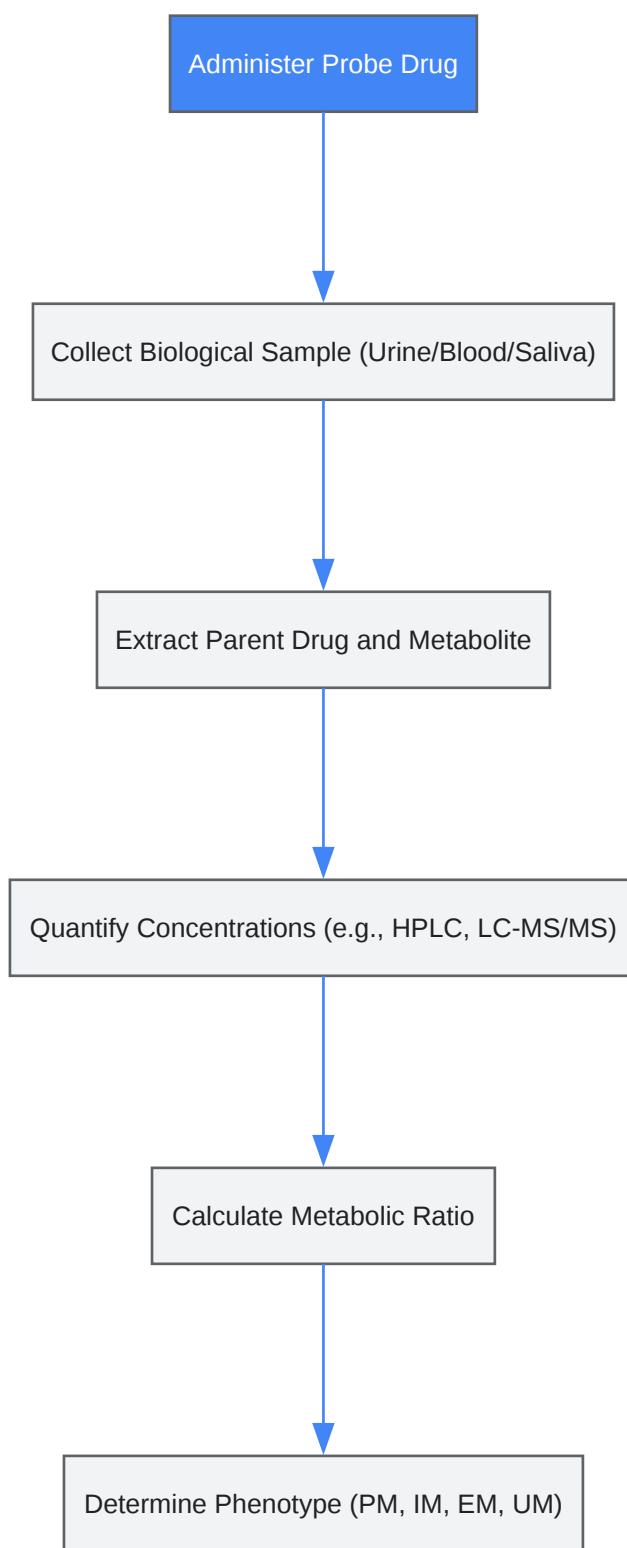 Administer Probe Drug
Collect Biological Sample (Urine/Blood/Saliva)
Extract Parent Drug and Metabolite
Quantify Concentrations (e.g., HPLC, LC-MS/MS)
Calculate Metabolic Ratio
Determine Phenotype (PM, IM, EM, UM)